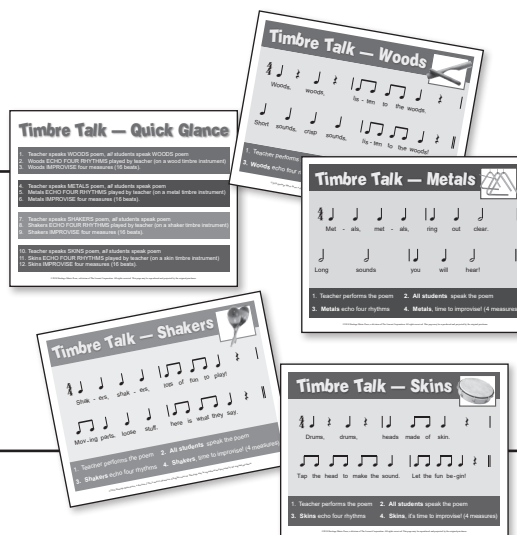 Timbre Talk — Woods
Woods, woods, lis - ten to the woods.
Short sounds, crisp sounds, lis - ten to the woods!
1. Teacher performs
3. Woods echo four
Timbre Talk — Quick Glance
1. Teacher speaks WOODS poem, all students speak poem
2. Woods ECHO FOUR RHYTHMS played by teacher (on a wood timbre instrument)
3. Woods IMPROVISE four measures (16 beats).
4. Teacher speaks METALS poem, all students speak poem
5. Metals ECHO FOUR RHYTHMS played by teacher (on a metal timbre instrument)
6. Metals IMPROVISE four measures (16 beats).
7. Teacher speaks SHAKERS poem, all students speak poem
8. Shakers ECHO FOUR RHYTHMS played by teacher (on a shaker timbre instrument)
9. Shakers IMPROVISE four measures (16 beats).
10. Teacher speaks SKINS poem, all students speak poem
11. Skins ECHO FOUR RHYTHMS played by teacher (on a skin timbre instrument)
12. Skins IMPROVISE four measures (16 beats).
Timbre Talk — Metals
4
Met - als, met - als, ring out clear.
Long sounds you will hear!
1. Teacher performs the poem 2. All students speak the poem
3. Metals echo four rhythms 4. Metals, time to improvise! (4 measures
Timbre Talk — Shakers
4
Shak - ers, shak - ers, lots of fun to play!
Mov - ing parts, loose stuff, here is what they say.
1. Teacher performs the poem 2. All students speak the poem
3. Shakers echo four rhythms 4. Shakers, time to improvise! (4 measures)
Timbre Talk — Skins
4
Drums, drums, heads made of skin.
Tap the head to make the sound. Let the fun be-gin!
1. Teacher performs the poem 2. All students speak the poem
3. Skins echo four rhythms 4. Skins, it's time to improvise! (4 measures)